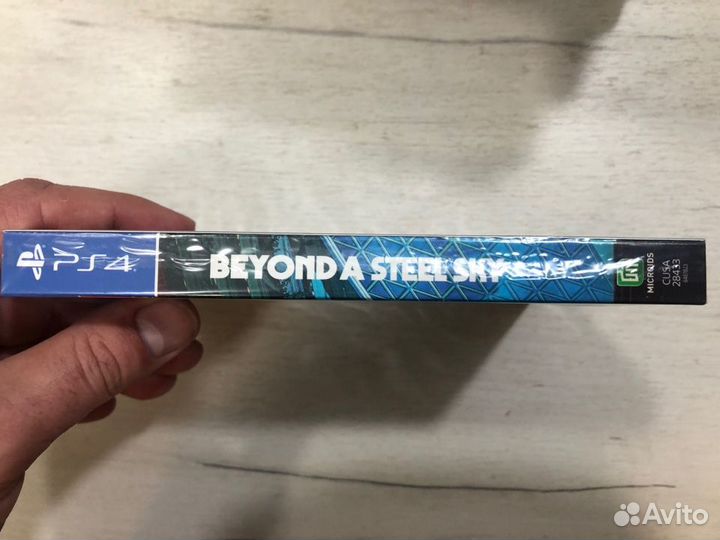 PS4
BEYOND A STEEL SKY
MICROIDS
CUSA
28433
Avito